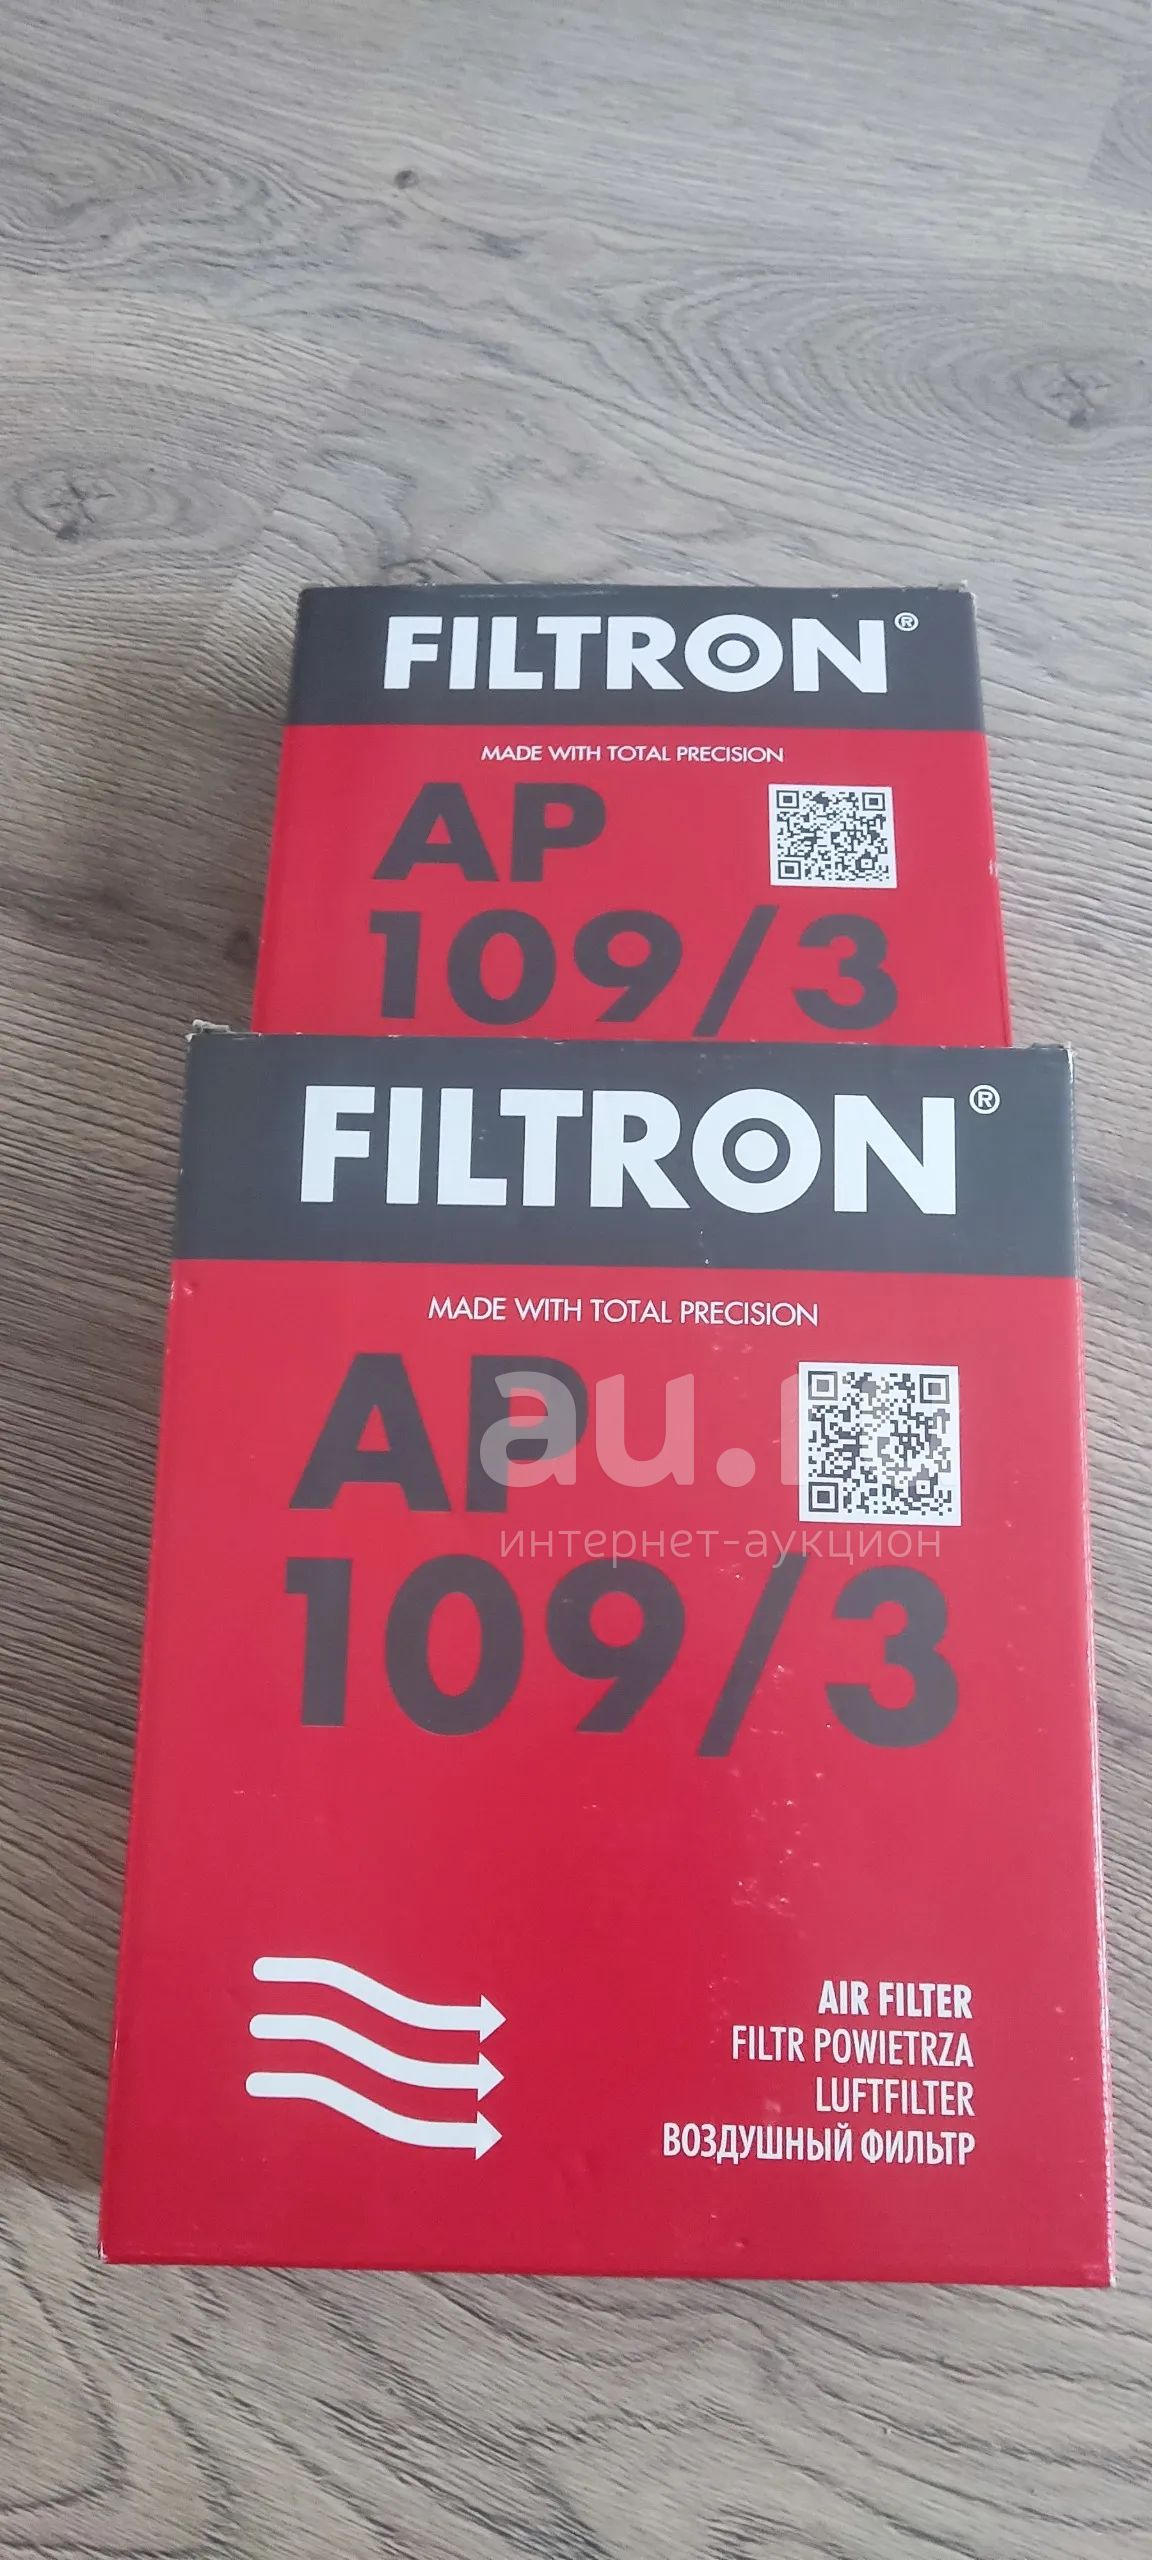 FILTRON®
MADE WITH TOTAL PRECISION
AP
109/3
FILTRON®
MADE WITH TOTAL PRECISION
AP
au.r
интернет-аукцион
109/3
AIR FILTER
FILTR POWIETRZA
LUFTFILTER
ВОЗДУШНЫЙ ФИЛЬТР